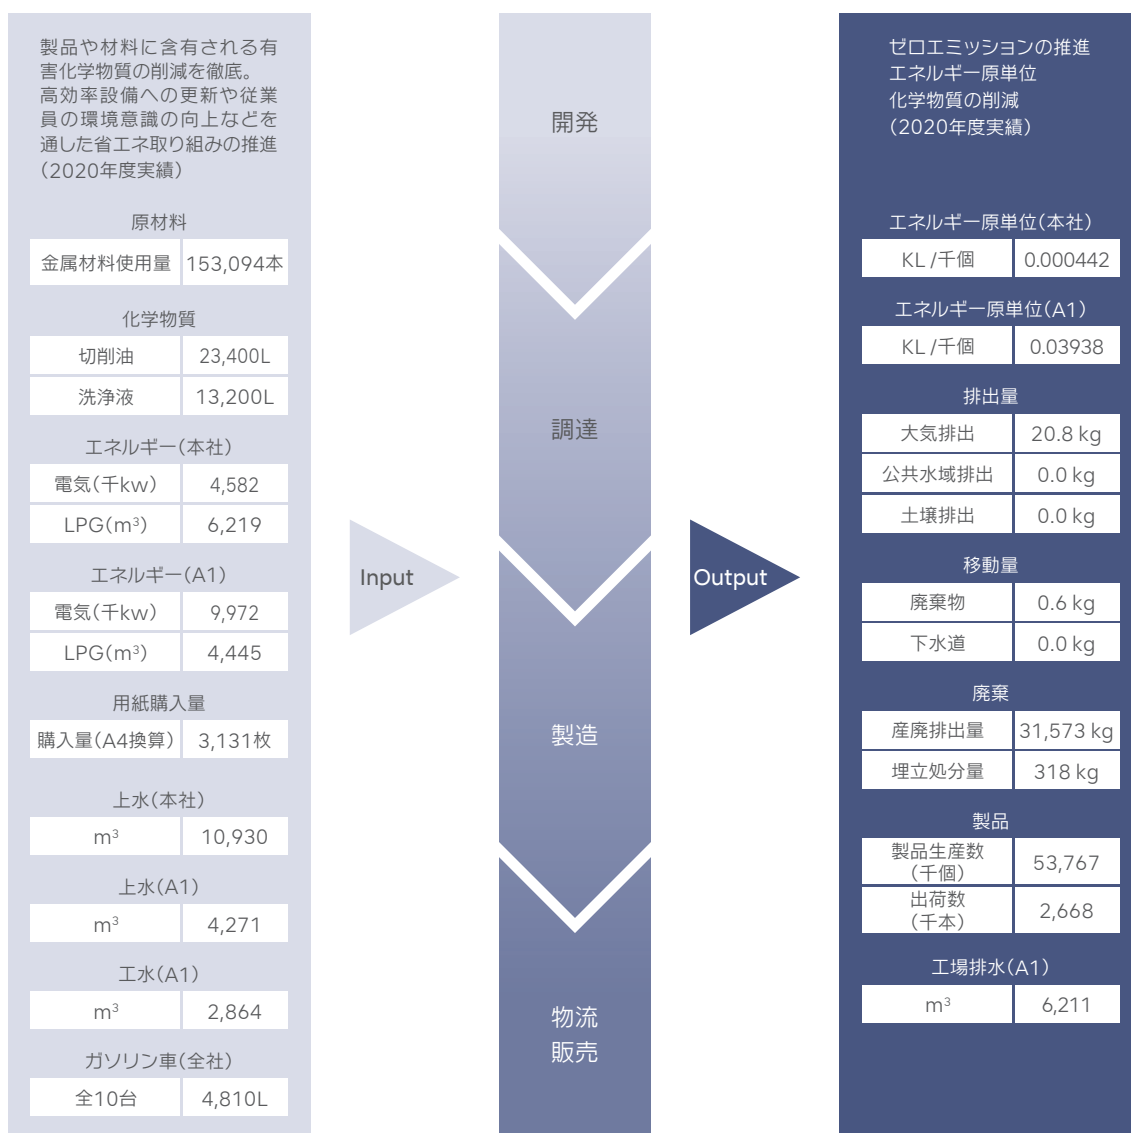 製品や材料に含有される有
害化学物質の削減を徹底。
高効率設備への更新や従業
員の環境意識の向上などを
通した省エネ取り組みの推進
(2020年度実績)
原材料
金属材料使用量 153,094本
化学物質
切削油 23,400L
洗浄液 13,200L
エネルギー(本社)
電気(千kw) 4,582
LPG(m³) 6,219
エネルギー(A1)
電気(千kw) 9,972
LPG(m³) 4,445
用紙購入量
購入量(A4換算) 3,131枚
上水(本社)
m³ 10,930
上水(A1)
m³ 4,271
工水(A1)
m³ 2,864
ガソリン車(全社)
全10台 4,810L
Input
開発
調達
製造
物流
販売
Output
ゼロエミッションの推進
エネルギー原単位
化学物質の削減
(2020年度実績)
エネルギー原単位(本社)
KL /千個 0.000442
エネルギー原単位(A1)
KL /千個 0.03938
排出量
大気排出 20.8 kg
公共水域排出 0.0 kg
土壌排出 0.0 kg
移動量
廃棄物 0.6 kg
下水道 0.0 kg
廃棄
産廃排出量 31,573 kg
埋立処分量 318 kg
製品
製品生産数
(千個) 53,767
出荷数
(千本) 2,668
工場排水(A1)
m³ 6,211